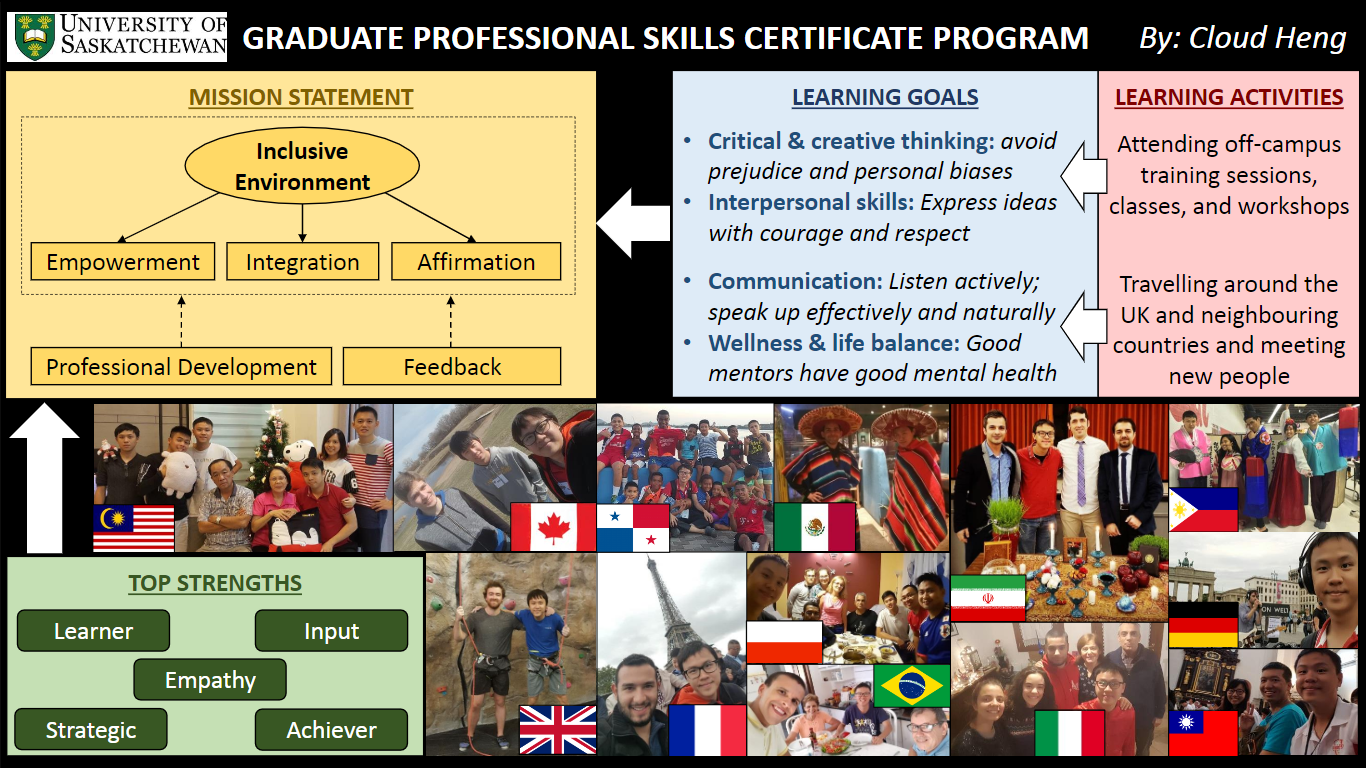 UNIVERSITY OF
SASKATCHEWAN
GRADUATE PROFESSIONAL SKILLS CERTIFICATE PROGRAM
By: Cloud Heng
MISSION STATEMENT
Inclusive
Environment
Empowerment
Integration
Affirmation
Professional Development
Feedback
LEARNING GOALS
• Critical & creative thinking: avoid
prejudice and personal biases
• Interpersonal skills: Express ideas
with courage and respect
• Communication: Listen actively;
speak up effectively and naturally
• Wellness & life balance: Good
mentors have good mental health
LEARNING ACTIVITIES
Attending off-campus
training sessions,
classes, and workshops
Travelling around the
UK and neighbouring
countries and meeting
new people
TOP STRENGTHS
Learner
Input
Empathy
Strategic
Achiever
ON WELT